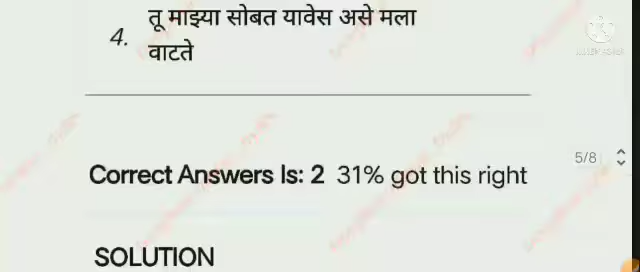 तू माझ्या सोबत यावेस असे मला
4.
वाटते
5/8
Correct Answers Is: 2 31% got this right
SOLUTION